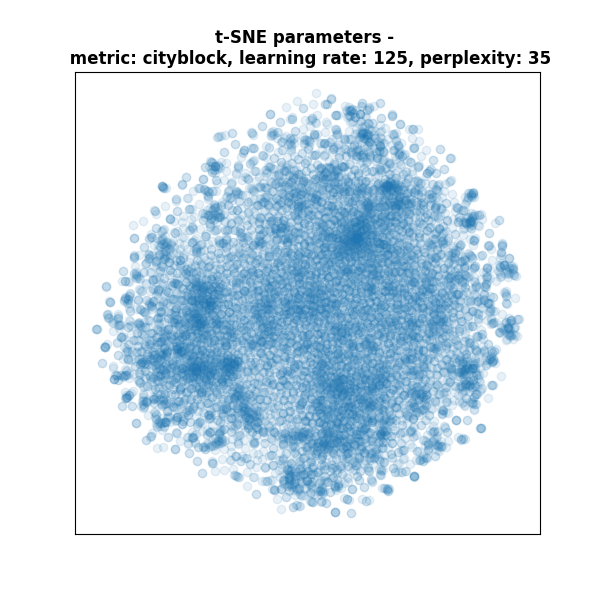 t-SNE parameters -
metric: cityblock, learning rate: 125, perplexity: 35